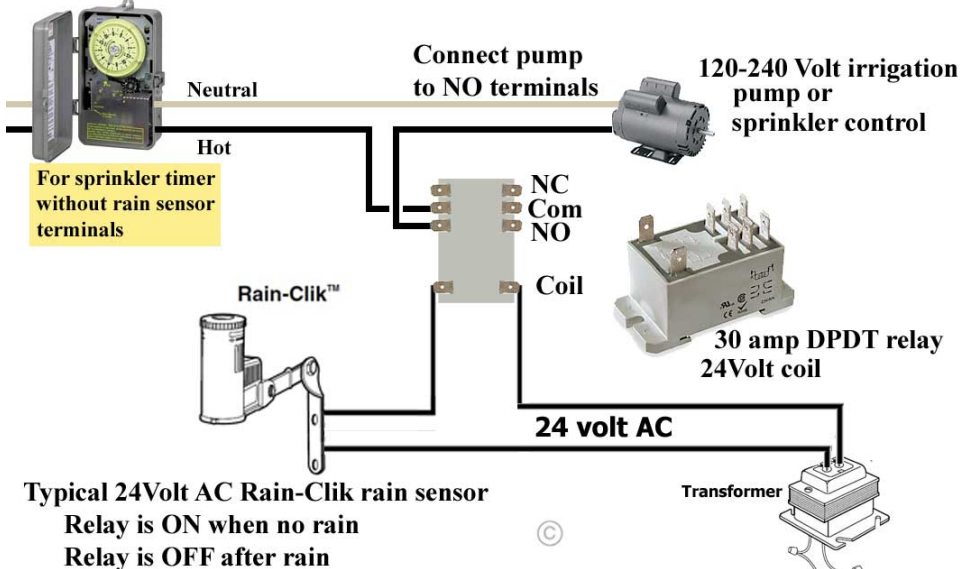 Neutral
Hot
For sprinkler timer
without rain sensor
terminals
Connect pump
to NO terminals
120-240 Volt irrigation
pump or
sprinkler control
NC
Com
NO
Coil
Rain-Clik™
30 amp DPDT relay
24Volt coil
24 volt AC
Transformer
Typical 24Volt AC Rain-Clik rain sensor
Relay is ON when no rain
Relay is OFF after rain
©